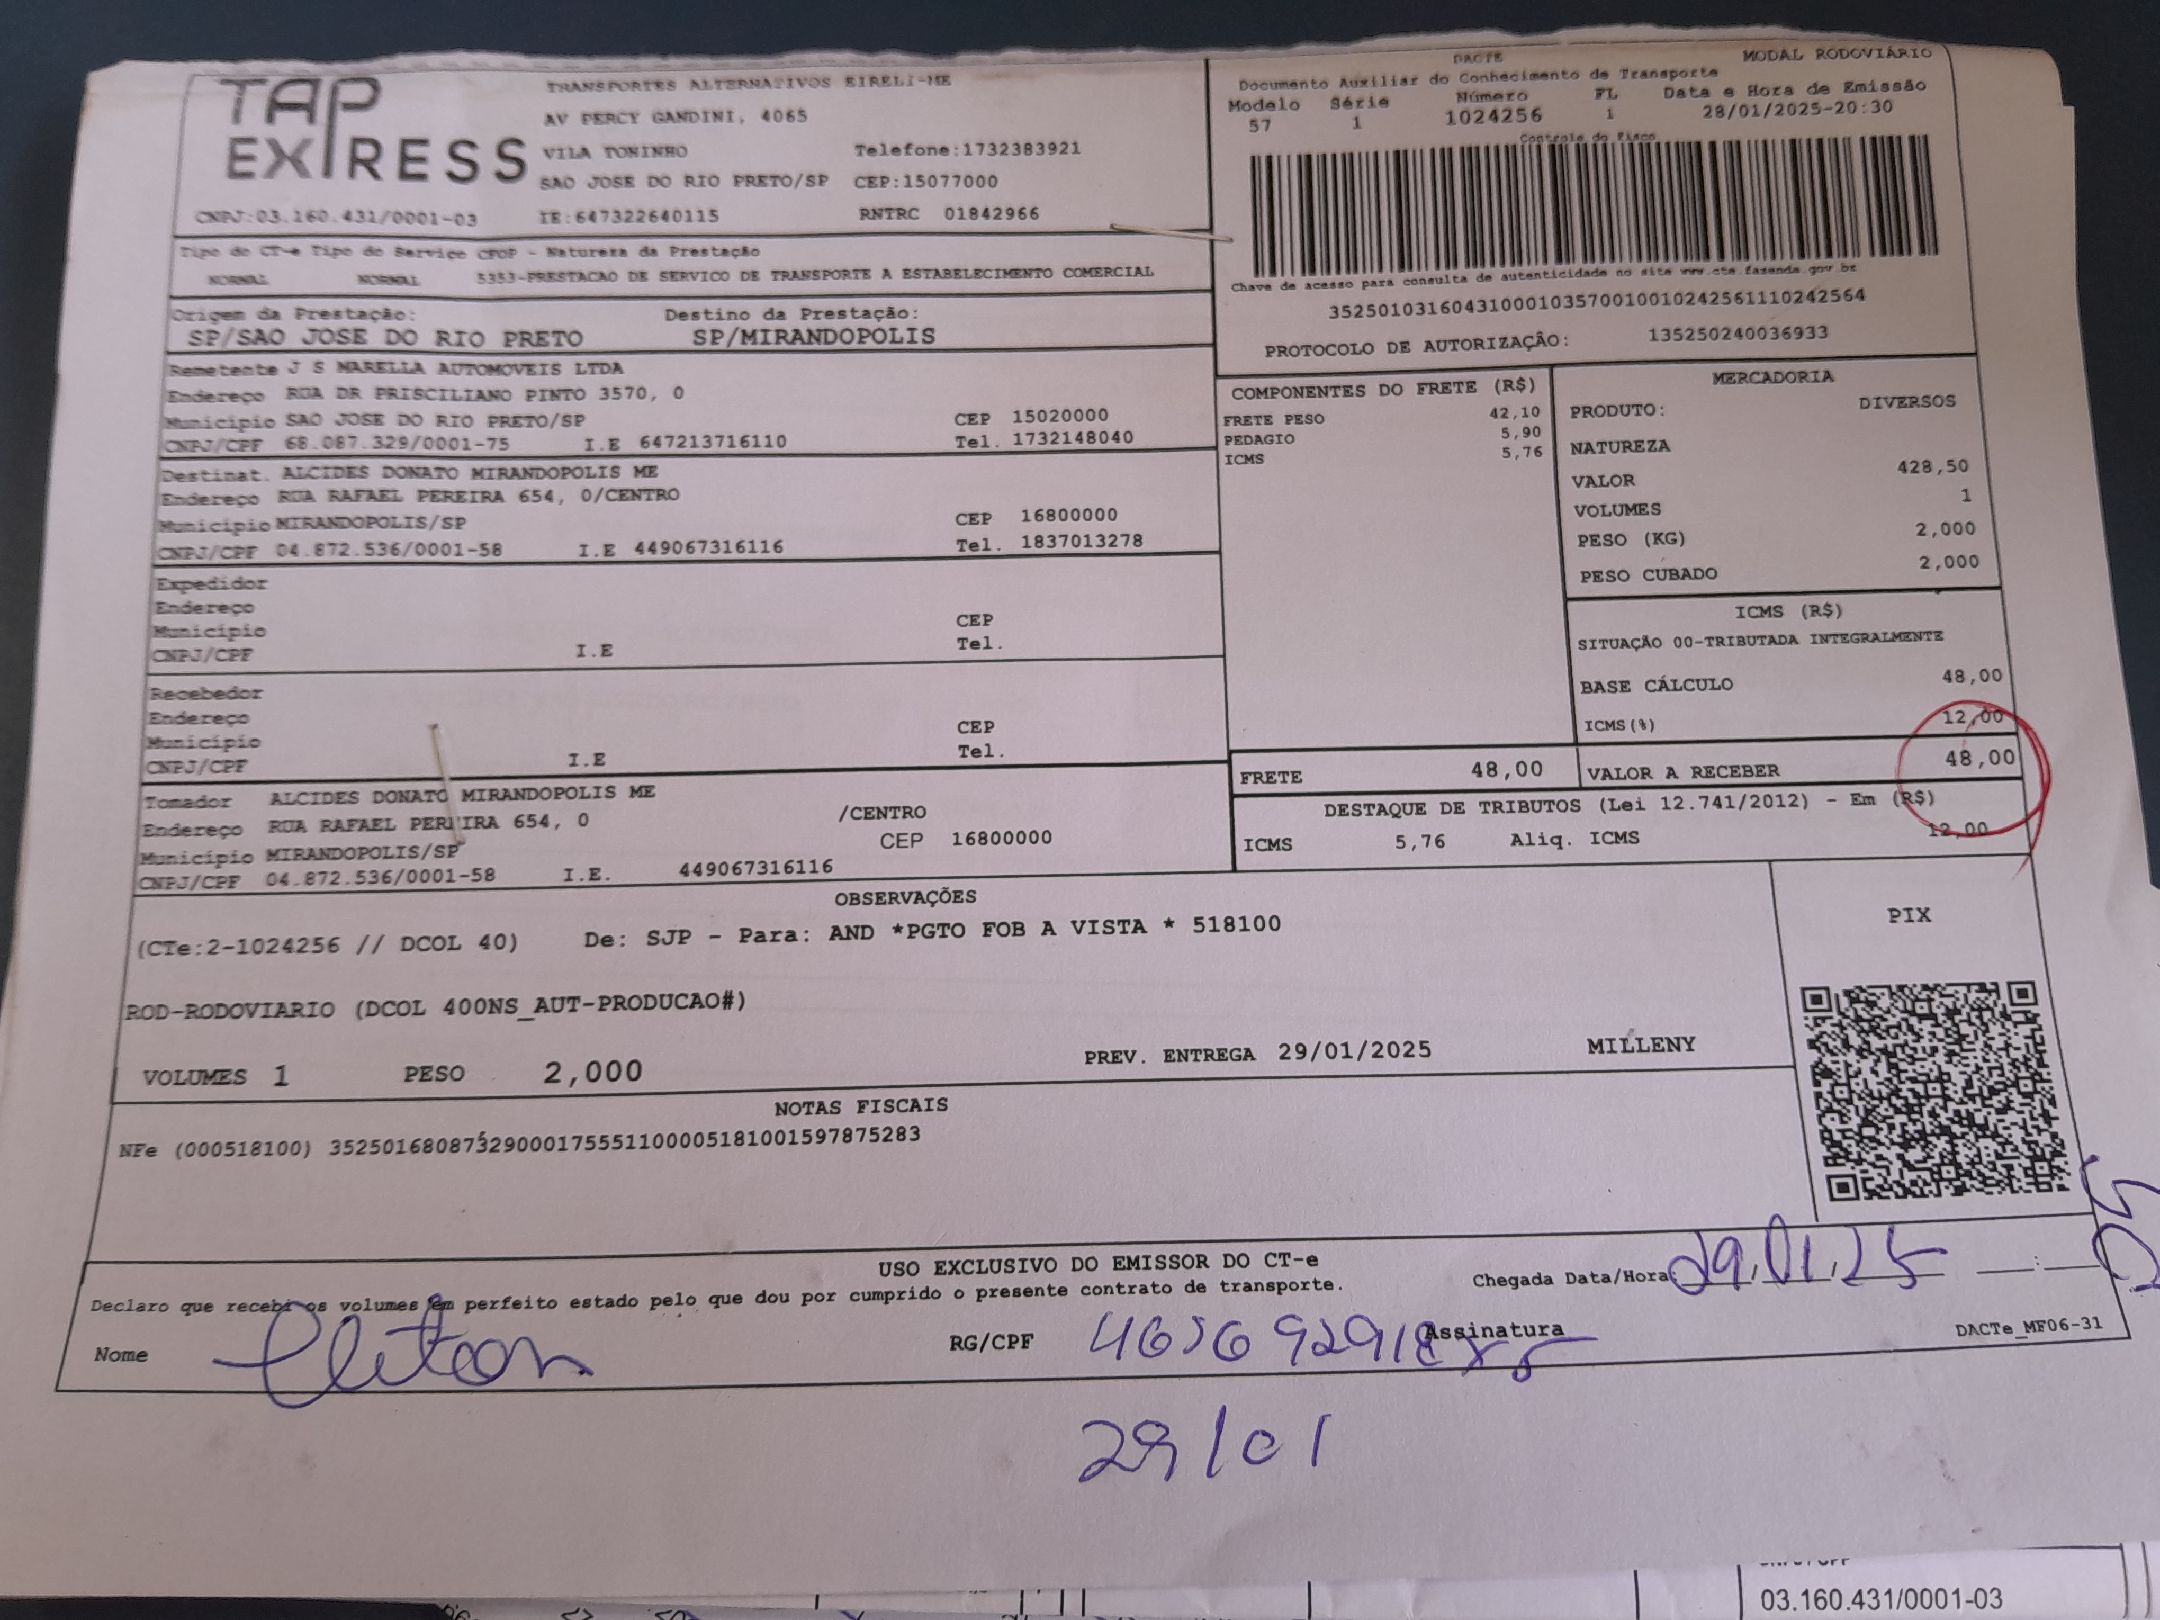 TAP EXPRESS
TRANSPORTES ALTERNATIVOS EIRELI-ME
AV PERCY GANDINI, 4065
VILA TONINHO Telefone:1732383921
SAO JOSE DO RIO PRETO/SP CEP:15077000
CNPJ:03.160.431/0001-03 IE:647322640115 RNTRC 01842966
DACTE MODAL RODOVIÁRIO
Documento Auxiliar do Conhecimento de Transporte
Modelo Série Número FL Data e Hora de Emissão
57 1 1024256 1 28/01/2025-20:30
Controle do Fisco
Chave de acesso para consulta de autenticidade no site www.cte.fazenda.gov.br
35250103160431000103570010010242561110242564
PROTOCOLO DE AUTORIZAÇÃO: 135250240036933
Tipo do CT-e Tipo do Serviço CFOP - Natureza da Prestação
NORMAL NORMAL 5353-PRESTACAO DE SERVICO DE TRANSPORTE A ESTABELECIMENTO COMERCIAL
Origem da Prestação: Destino da Prestação:
SP/SAO JOSE DO RIO PRETO SP/MIRANDOPOLIS
Remetente J S MARELLA AUTOMOVEIS LTDA
Endereço RUA DR PRISCILIANO PINTO 3570, 0
Município SAO JOSE DO RIO PRETO/SP CEP 15020000
CNPJ/CPF 68.087.329/0001-75 I.E 647213716110 Tel. 1732148040
Destinat. ALCIDES DONATO MIRANDOPOLIS ME
Endereço RUA RAFAEL PEREIRA 654, 0/CENTRO
Município MIRANDOPOLIS/SP CEP 16800000
CNPJ/CPF 04.872.536/0001-58 I.E 449067316116 Tel. 1837013278
Expedidor
Endereço
Município CEP
CNPJ/CPF I.E Tel.
Recebedor
Endereço
Município CEP
CNPJ/CPF I.E Tel.
Tomador ALCIDES DONATO MIRANDOPOLIS ME
Endereço RUA RAFAEL PEREIRA 654, 0 /CENTRO
Município MIRANDOPOLIS/SP CEP 16800000
CNPJ/CPF 04.872.536/0001-58 I.E. 449067316116
COMPONENTES DO FRETE (R$)
FRETE PESO 42,10
PEDAGIO 5,90
ICMS 5,76
MERCADORIA
PRODUTO: DIVERSOS
NATUREZA
VALOR 428,50
VOLUMES 1
PESO (KG) 2,000
PESO CUBADO 2,000
ICMS (R$)
SITUAÇÃO 00-TRIBUTADA INTEGRALMENTE
BASE CÁLCULO 48,00
ICMS(%) 12,00
FRETE 48,00 VALOR A RECEBER 48,00
DESTAQUE DE TRIBUTOS (Lei 12.741/2012) - Em (R$)
ICMS 5,76 Aliq. ICMS 12,00
OBSERVAÇÕES
(CTe:2-1024256 // DCOL 40) De: SJP - Para: AND *PGTO FOB A VISTA * 518100
ROD-RODOVIARIO (DCOL 400NS_AUT-PRODUCAO#)
VOLUMES 1 PESO 2,000 PREV. ENTREGA 29/01/2025 MILLENY
PIX
NOTAS FISCAIS
NFe (000518100) 35250168087329000175551100005181001597875283
USO EXCLUSIVO DO EMISSOR DO CT-e
Declaro que recebi os volumes em perfeito estado pelo que dou por cumprido o presente contrato de transporte.
Chegada Data/Hora: 29.01.25 :
Nome RG/CPF Assinatura
DACTe_MF06-31
29/01
03.160.431/0001-03